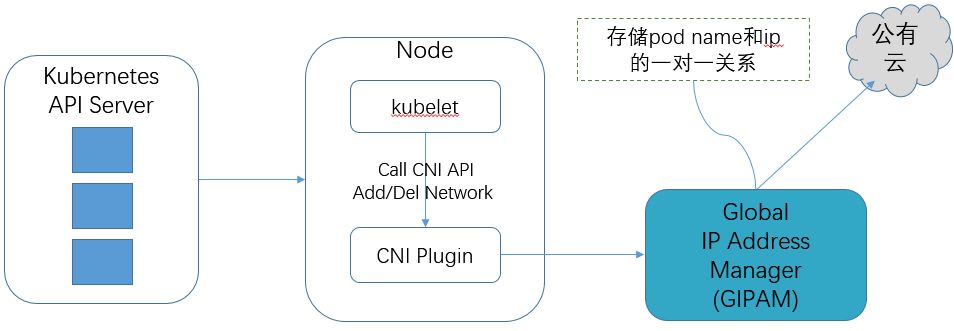 Kubernetes
API Server
Node
kubelet
Call CNI API
Add/Del Network
CNI Plugin
存储pod name和ip
的一对一关系
公有
云
Global
IP Address
Manager
(GIPAM)